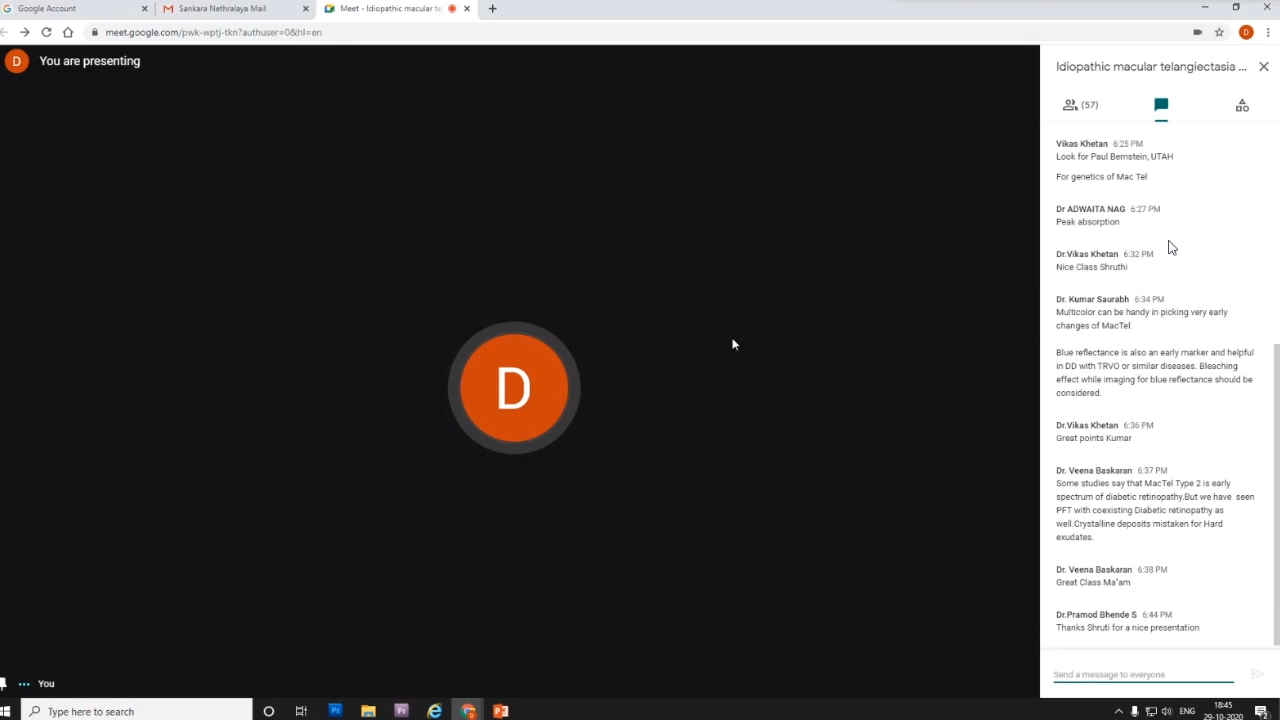 Google Account
Sankara Nethralaya Mail
Meet - Idiopathic macular te
meet.google.com/pwk-wptj-tkn?authuser=0&hl=en
D
D
You are presenting
Idiopathic macular telangiectasia ...
(57)
Vikas Khetan 6:25 PM
Look for Paul Bernstein, UTAH
For genetics of Mac Tel
Dr ADWAITA NAG 6:27 PM
Peak absorption
Dr.Vikas Khetan 6:32 PM
Nice Class Shruthi
Dr. Kumar Saurabh 6:34 PM
Multicolor can be handy in picking very early
changes of MacTel.
Blue reflectance is also an early marker and helpful
in DD with TRVO or similar diseases. Bleaching
effect while imaging for blue reflectance should be
considered.
D
Dr.Vikas Khetan 6:36 PM
Great points Kumar
Dr. Veena Baskaran 6:37 PM
Some studies say that MacTel Type 2 is early
spectrum of diabetic retinopathy.But we have seen
PFT with coexisting Diabetic retinopathy as
well.Crystalline deposits mistaken for Hard
exudates.
Dr. Veena Baskaran 6:38 PM
Great Class Ma'am
Dr.Pramod Bhende S 6:44 PM
Thanks Shruti for a nice presentation
Send a message to everyone
You
Type here to search
ENG
18:45
29-10-2020